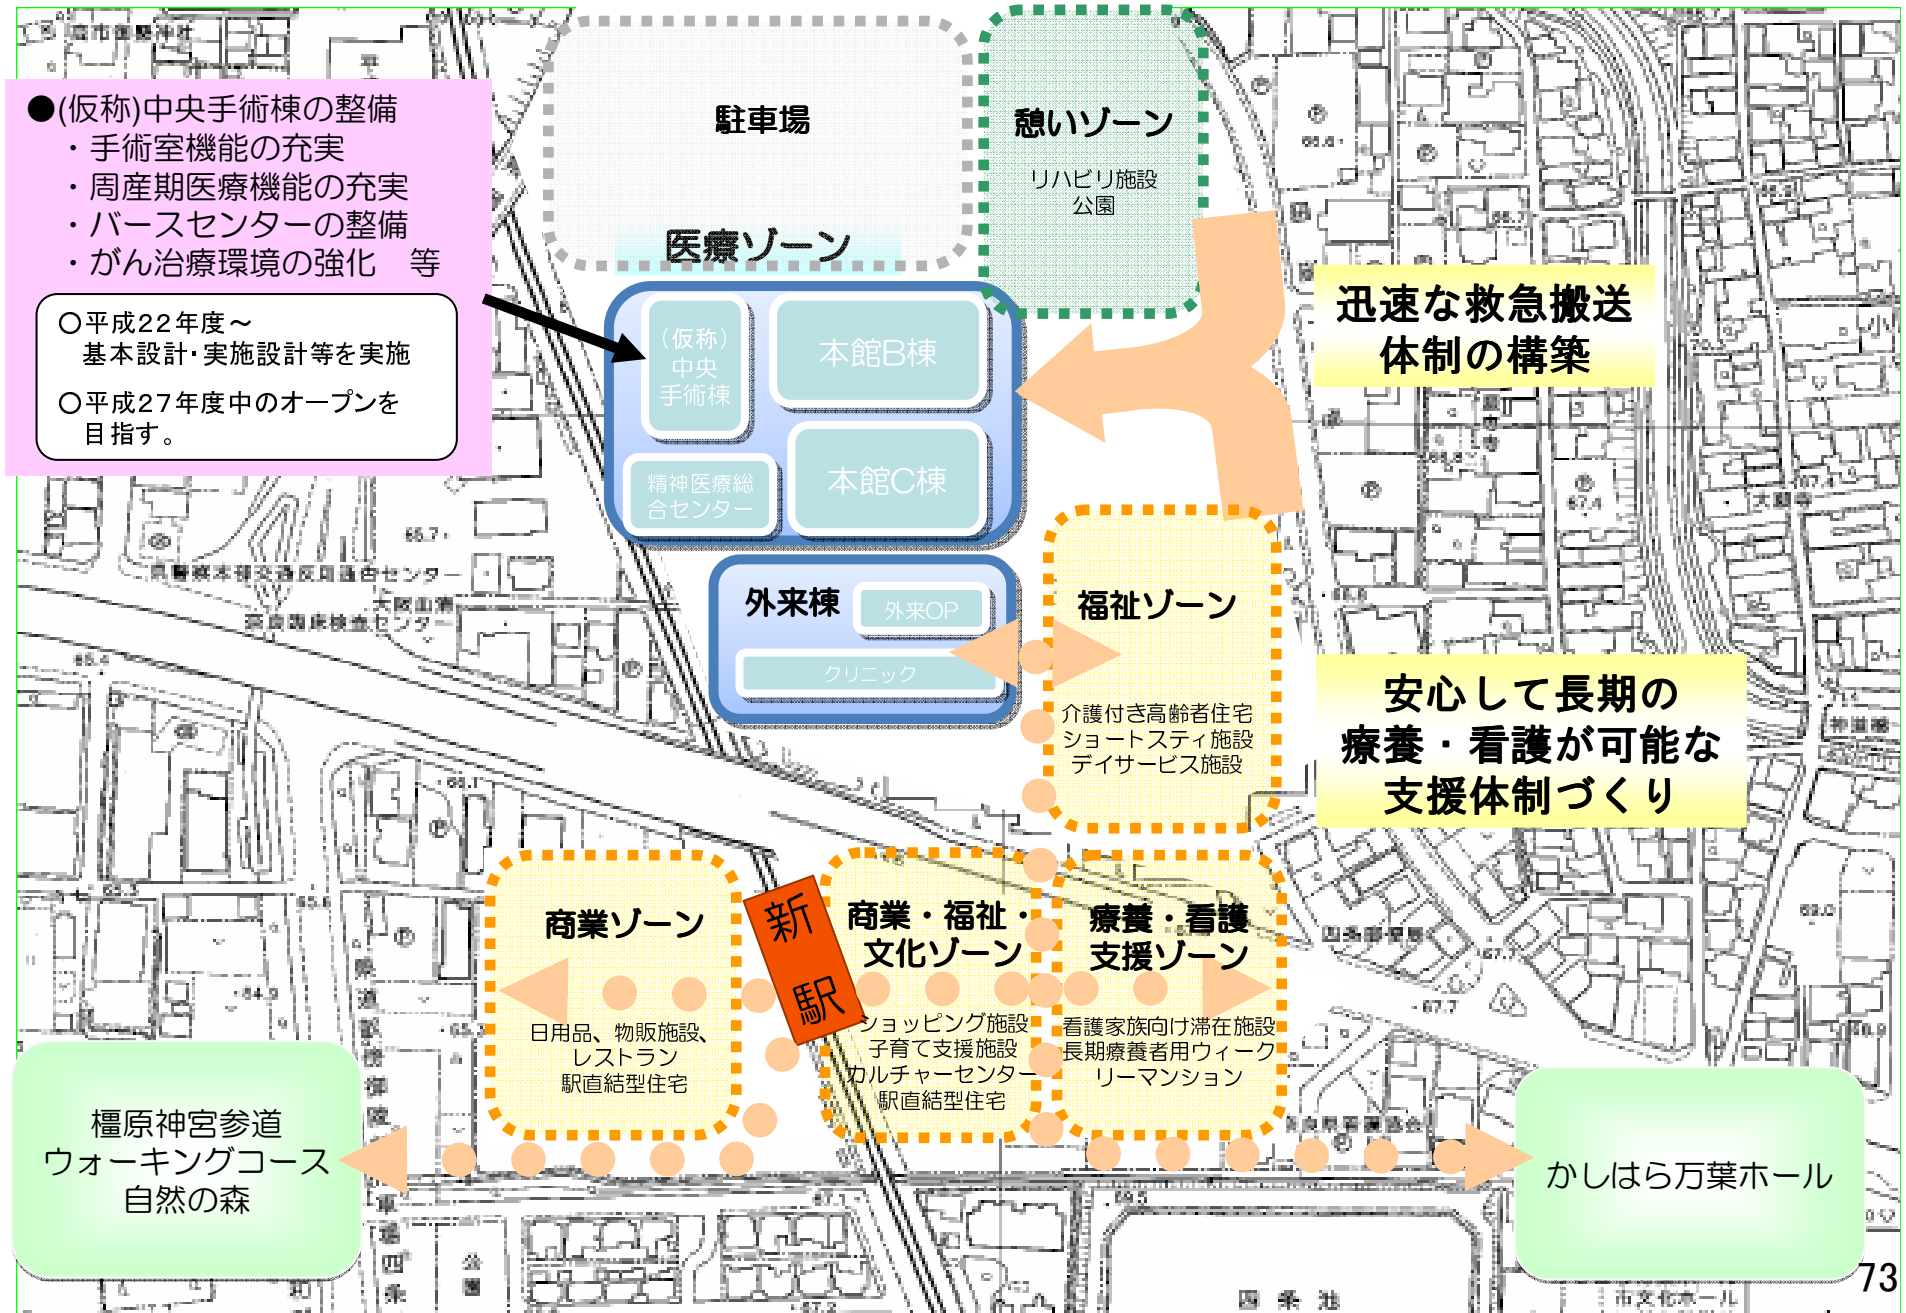 ●(仮称)中央手術棟の整備
・手術室機能の充実
・周産期医療機能の充実
・バースセンターの整備
・がん治療環境の強化　等
○平成22年度～
基本設計・実施設計等を実施
○平成27年度中のオープンを
目指す。
駐車場
憩いゾーン
リハビリ施設
公園
医療ゾーン
(仮称)
中央
手術棟
本館B棟
本館C棟
精神医療総
合センター
迅速な救急搬送
体制の構築
外来棟
外来OP
クリニック
福祉ゾーン
介護付き高齢者住宅
ショートスティ施設
デイサービス施設
安心して長期の
療養・看護が可能な
支援体制づくり
商業ゾーン
日用品、物販施設、
レストラン
駅直結型住宅
新
駅
商業・福祉・
文化ゾーン
ショッピング施設
子育て支援施設
カルチャーセンター
駅直結型住宅
療養・看護
支援ゾーン
看護家族向け滞在施設
長期療養者用ウィーク
リーマンション
橿原神宮参道
ウォーキングコース
自然の森
かしはら万葉ホール
四条池
73